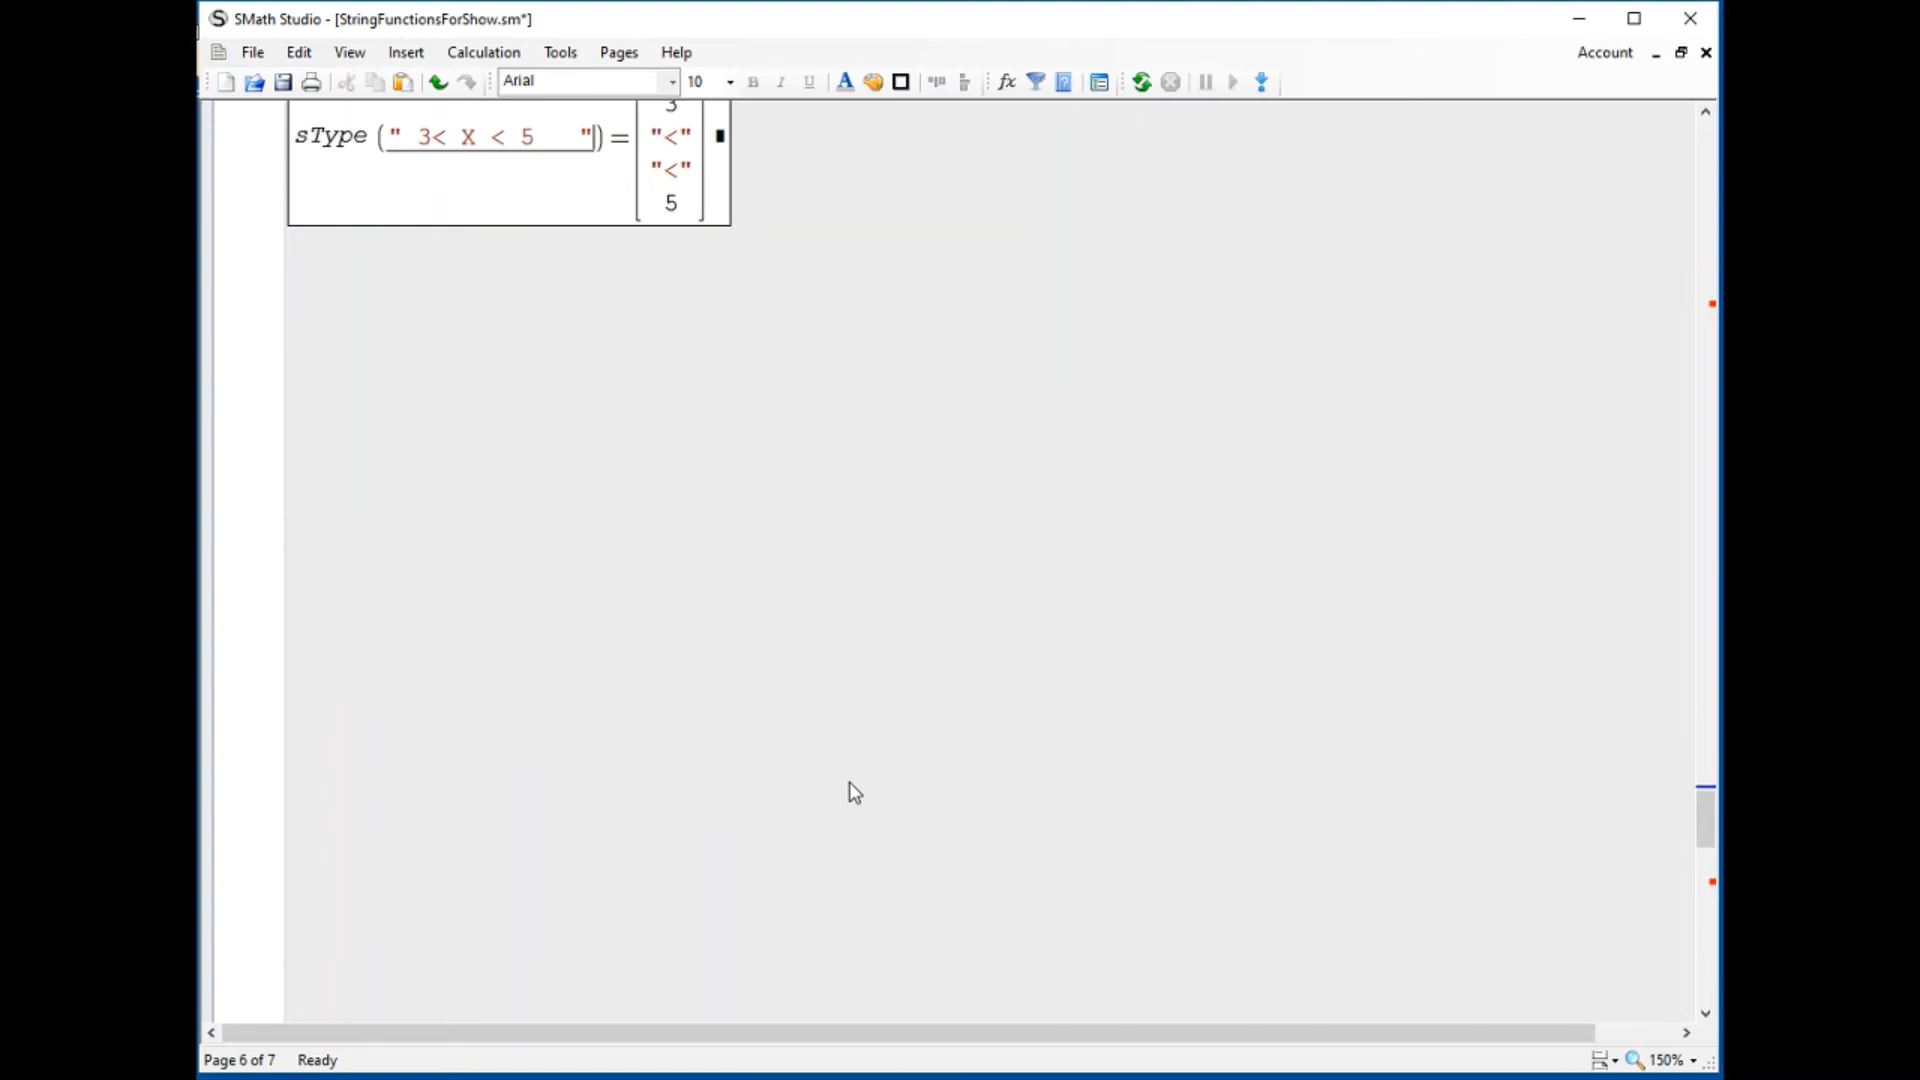 SMath Studio - [StringFunctionsForShow.sm*]
File Edit View Insert Calculation Tools Pages Help Account
Arial 10 B I U A fx
3
sType (" 3< X < 5   ")= "<"
"<"
5
Page 6 of 7 Ready 150%